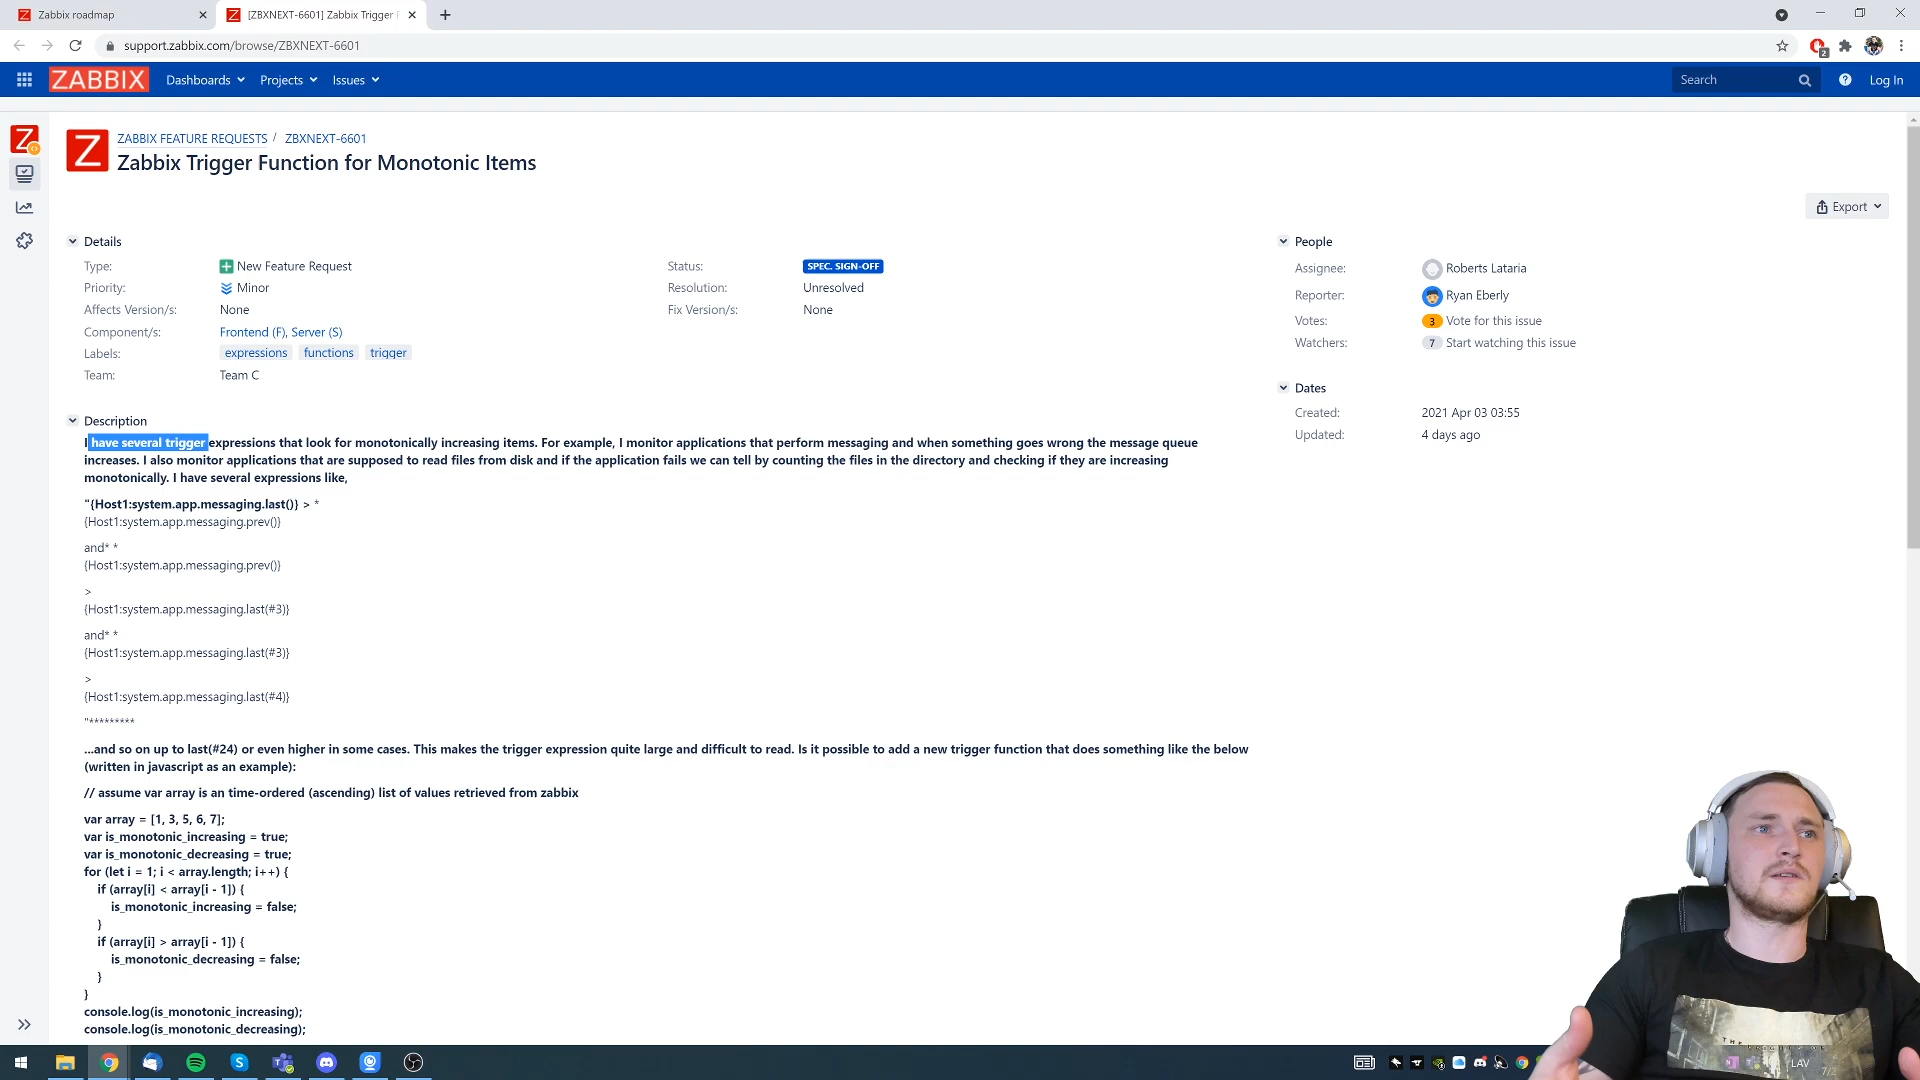 Zabbix roadmap
[ZBXNEXT-6601] Zabbix Trigger F
support.zabbix.com/browse/ZBXNEXT-6601
2
ZABBIX
Dashboards
Projects
Issues
Search
Log In
ZABBIX FEATURE REQUESTS / ZBXNEXT-6601
Zabbix Trigger Function for Monotonic Items
Export
Details
Type: New Feature Request
Status: SPEC. SIGN-OFF
Priority: Minor
Resolution: Unresolved
Affects Version/s: None
Fix Version/s: None
Component/s: Frontend (F), Server (S)
Labels: expressions functions trigger
Team: Team C
People
Assignee: Roberts Lataria
Reporter: Ryan Eberly
Votes: 3 Vote for this issue
Watchers: 7 Start watching this issue
Dates
Created: 2021 Apr 03 03:55
Updated: 4 days ago
Description
I have several trigger expressions that look for monotonically increasing items. For example, I monitor applications that perform messaging and when something goes wrong the message queue
increases. I also monitor applications that are supposed to read files from disk and if the application fails we can tell by counting the files in the directory and checking if they are increasing
monotonically. I have several expressions like,
"{Host1:system.app.messaging.last()} > *
{Host1:system.app.messaging.prev()}
and* *
{Host1:system.app.messaging.prev()}
>
{Host1:system.app.messaging.last(#3)}
and* *
{Host1:system.app.messaging.last(#3)}
>
{Host1:system.app.messaging.last(#4)}
"*********
...and so on up to last(#24) or even higher in some cases. This makes the trigger expression quite large and difficult to read. Is it possible to add a new trigger function that does something like the below
(written in javascript as an example):
// assume var array is an time-ordered (ascending) list of values retrieved from zabbix
var array = [1, 3, 5, 6, 7];
var is_monotonic_increasing = true;
var is_monotonic_decreasing = true;
for (let i = 1; i < array.length; i++) {
if (array[i] < array[i - 1]) {
is_monotonic_increasing = false;
}
if (array[i] > array[i - 1]) {
is_monotonic_decreasing = false;
}
}
console.log(is_monotonic_increasing);
console.log(is_monotonic_decreasing);
LAV
7/2